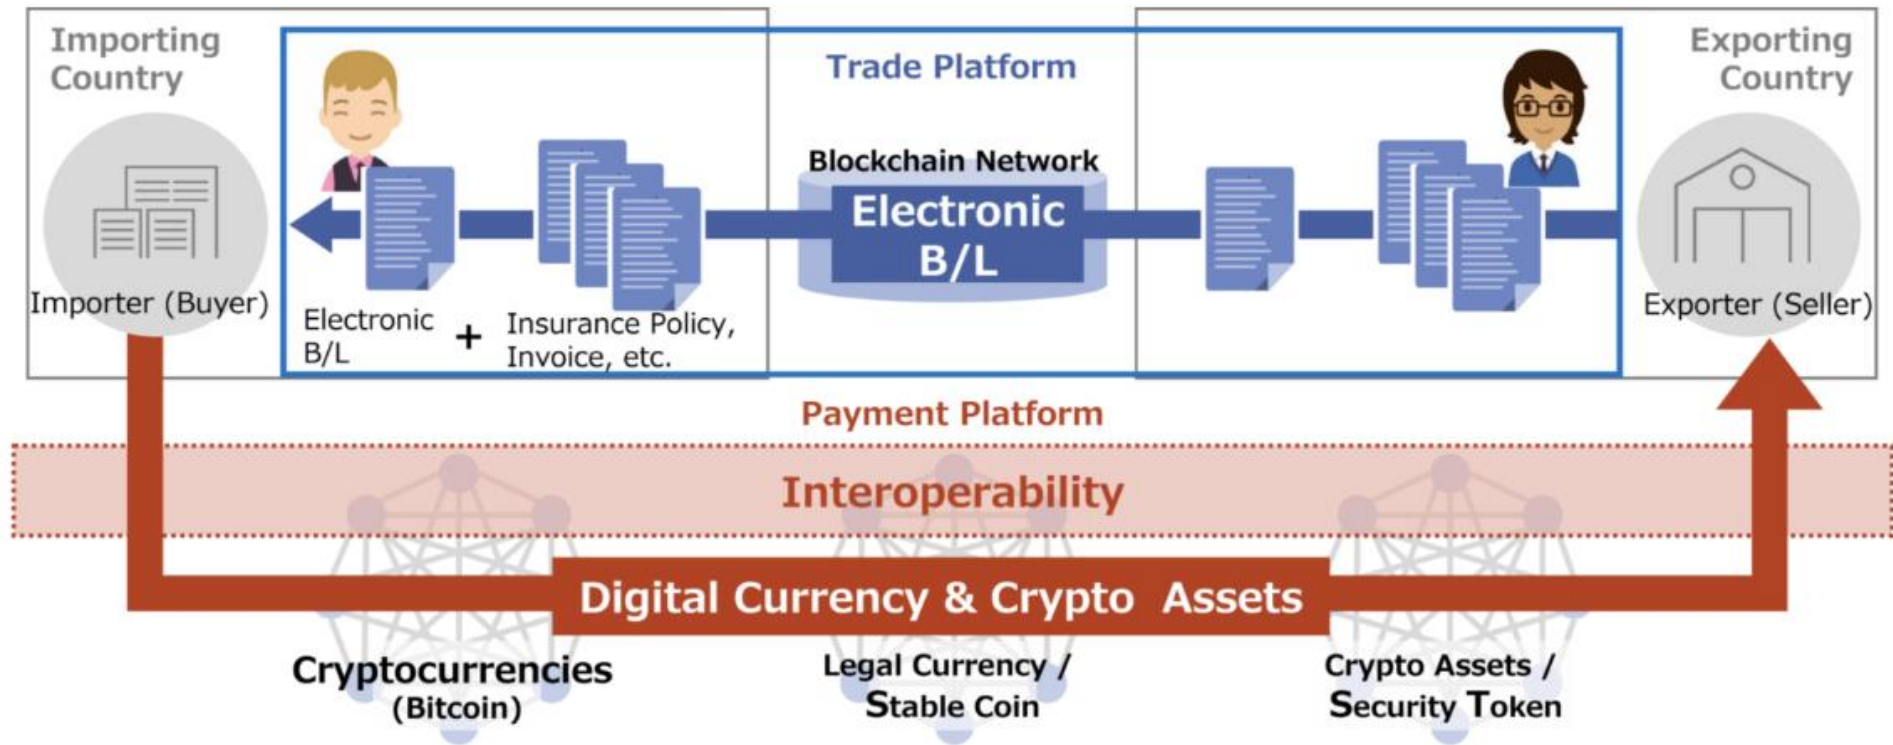 Importing
Country
Trade Platform
Exporting
Country
Blockchain Network
Electronic
B/L
Importer (Buyer)
Exporter (Seller)
Electronic
B/L
+
Insurance Policy,
Invoice, etc.
Payment Platform
Interoperability
Digital Currency & Crypto Assets
Cryptocurrencies
(Bitcoin)
Legal Currency /
Stable Coin
Crypto Assets /
Security Token